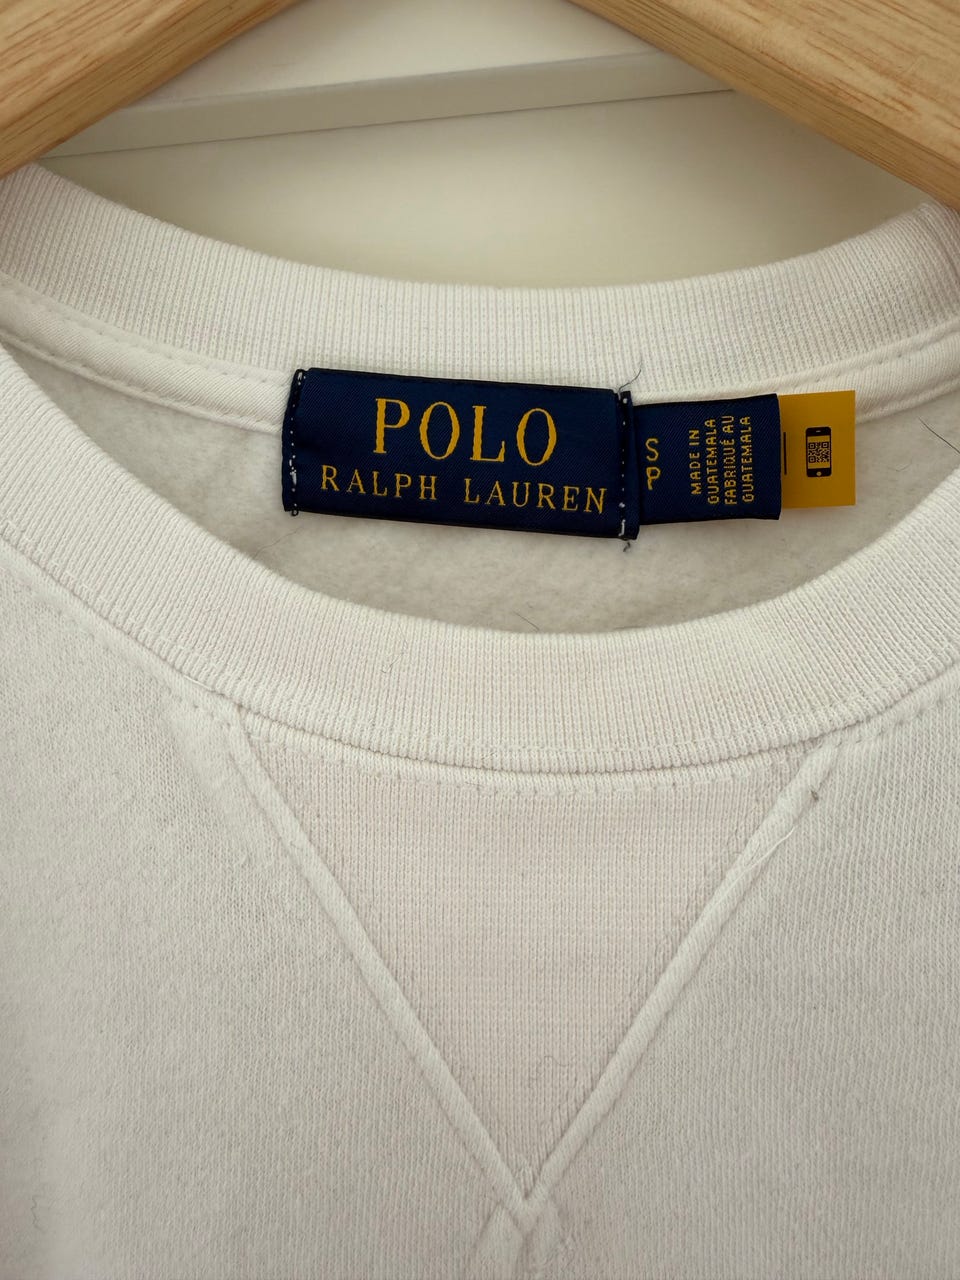 POLO
RALPH LAUREN
S
P
MADE IN
GUATEMALA
FABRIQUÉ AU
GUATEMALA